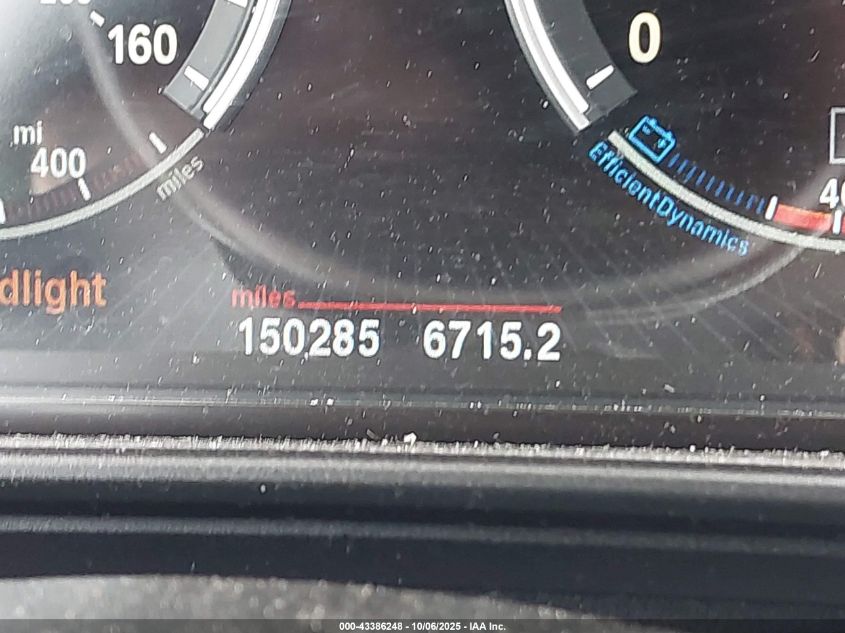 160
0
mi
400
miles
EfficientDynamics
dlight
miles
150285 6715.2
000-43386248 - 10/06/2025 - IAA Inc.